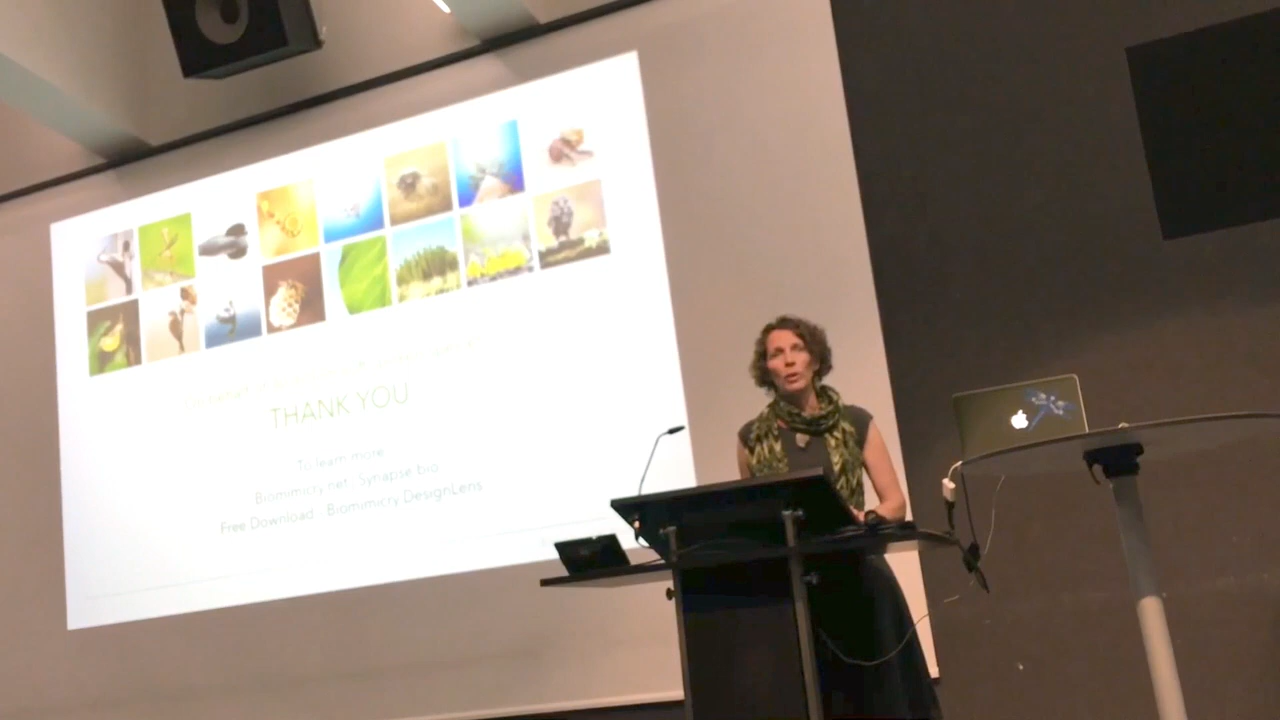 THANK YOU
To learn more
Biomimicry.net | Synapse.bio
Free Download : Biomimicry DesignLens